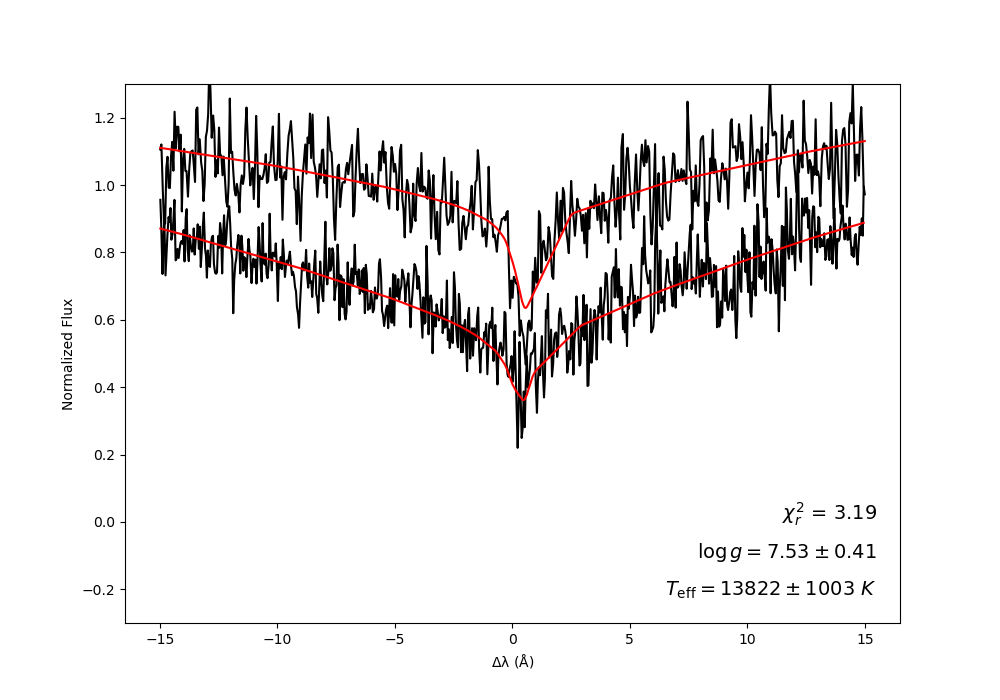 1.2
1.0
0.8
0.6
0.4
0.2
0.0
−0.2
Normalized Flux
χ²ᵣ = 3.19
log g = 7.53 ± 0.41
T_eff = 13822 ± 1003 K
−15 −10 −5 0 5 10 15
Δλ (Å)